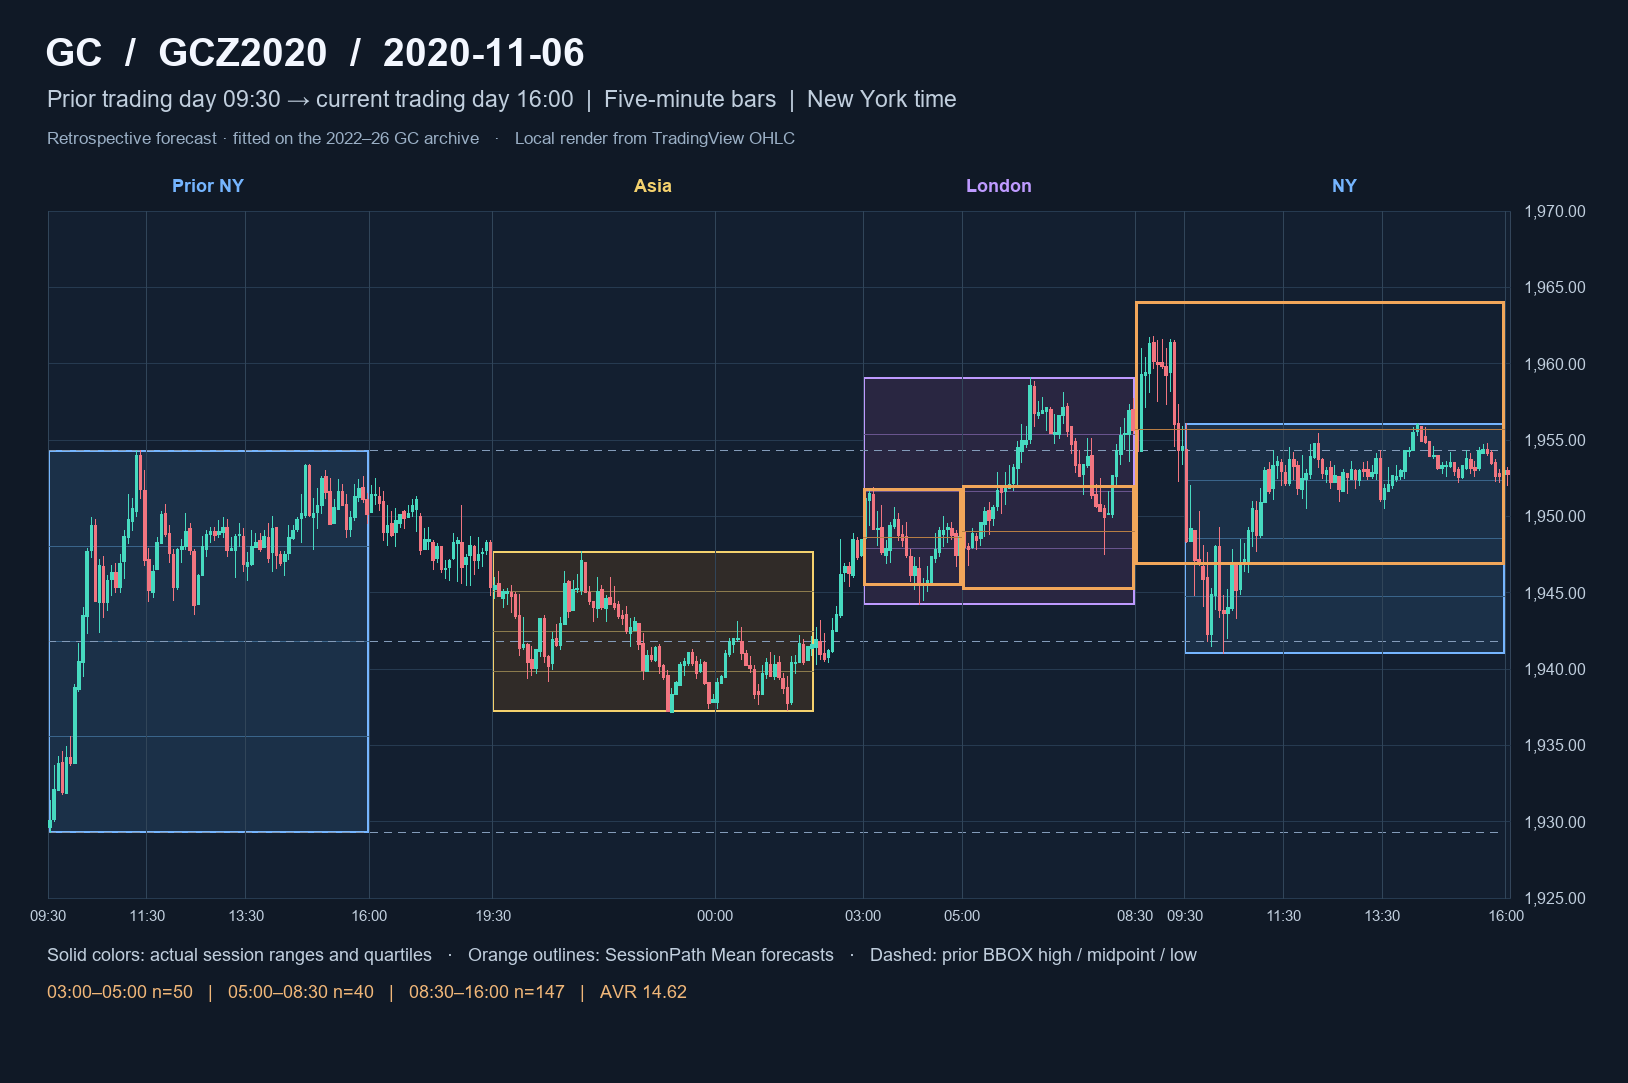 GC / GCZ2020 / 2020-11-06
Prior trading day 09:30 → current trading day 16:00 | Five-minute bars | New York time
Retrospective forecast · fitted on the 2022–26 GC archive · Local render from TradingView OHLC
Prior NY Asia London NY
1,970.00
1,965.00
1,960.00
1,955.00
1,950.00
1,945.00
1,940.00
1,935.00
1,930.00
1,925.00
09:30 11:30 13:30 16:00 19:30 00:00 03:00 05:00 08:30 09:30 11:30 13:30 16:00
Solid colors: actual session ranges and quartiles · Orange outlines: SessionPath Mean forecasts · Dashed: prior BBOX high / midpoint / low
03:00–05:00 n=50 | 05:00–08:30 n=40 | 08:30–16:00 n=147 | AVR 14.62